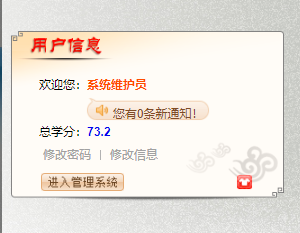 用户信息
欢迎您：系统维护员
您有0条新通知！
总学分：73.2
修改密码 | 修改信息
进入管理系统